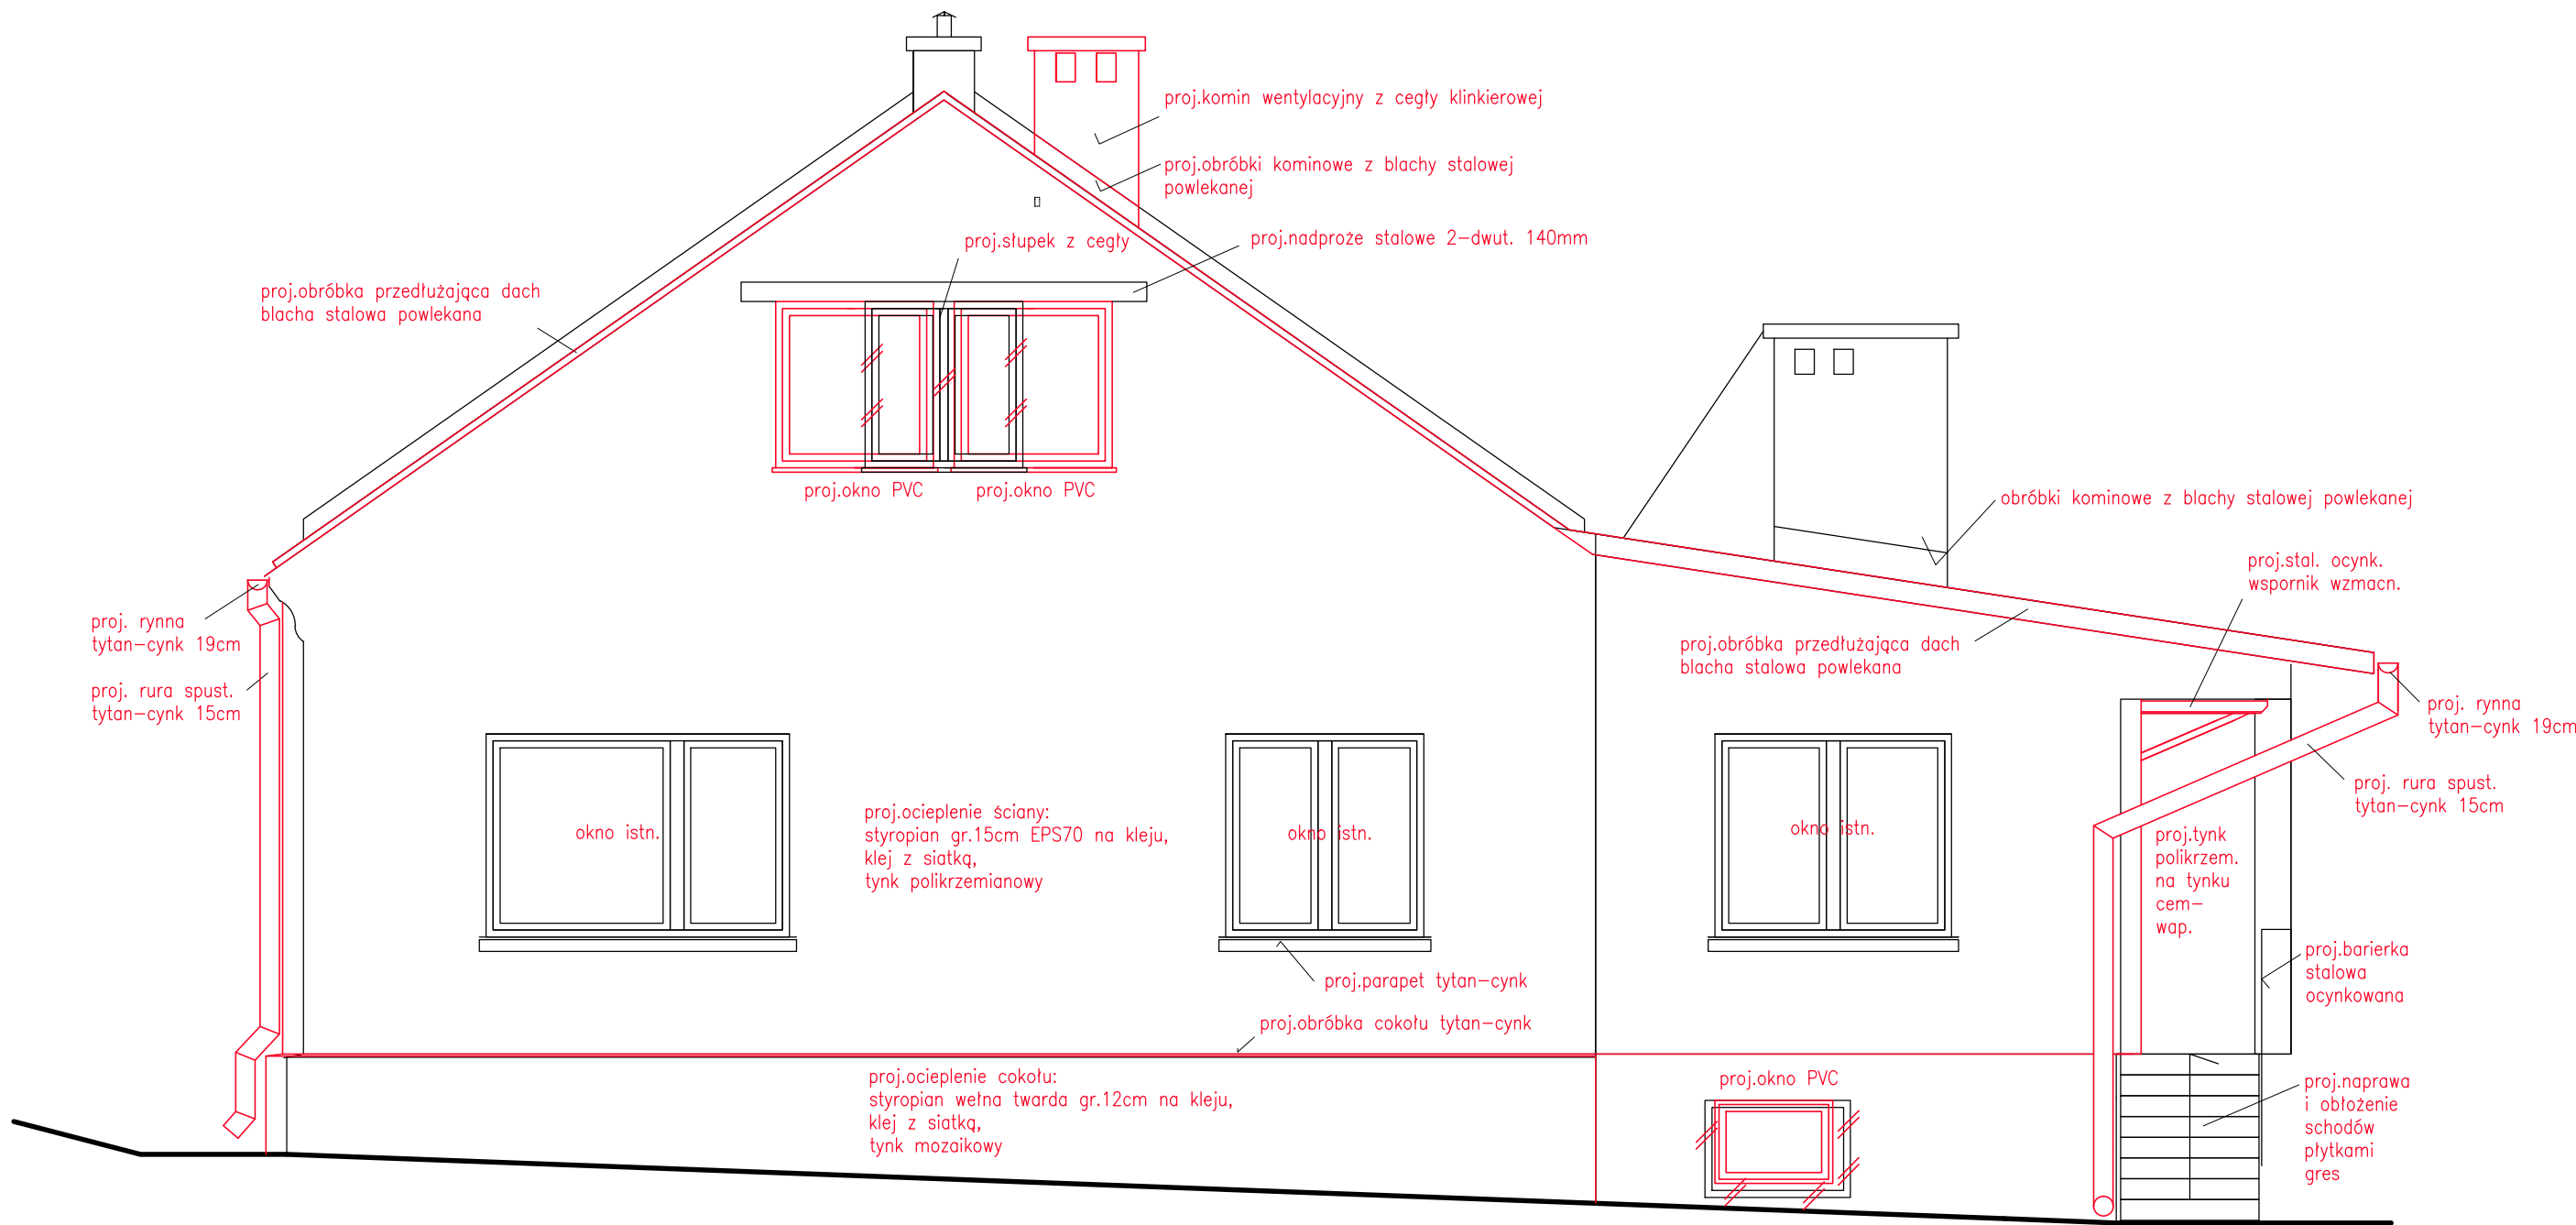 proj.komin wentylacyjny z cegły klinkierowej
proj.obróbki kominowe z blachy stalowej
powlekanej
proj.słupek z cegły
proj.nadproże stalowe 2-dwut. 140mm
proj.obróbka przedłużająca dach
blacha stalowa powlekana
proj.okno PVC
proj.okno PVC
obróbki kominowe z blachy stalowej powlekanej
proj.stal. ocynk.
wspornik wzmacn.
proj. rynna
tytan-cynk 19cm
proj.obróbka przedłużająca dach
blacha stalowa powlekana
proj. rura spust.
tytan-cynk 15cm
proj. rynna
tytan-cynk 19cm
proj. rura spust.
tytan-cynk 15cm
okno istn.
proj.ocieplenie ściany:
styropian gr.15cm EPS70 na kleju,
klej z siatką,
tynk polikrzemianowy
okno istn.
okno istn.
proj.tynk
polikrzem.
na tynku
cem-
wap.
proj.parapet tytan-cynk
proj.barierka
stalowa
ocynkowana
proj.obróbka cokołu tytan-cynk
proj.ocieplenie cokołu:
styropian wełna twarda gr.12cm na kleju,
klej z siatką,
tynk mozaikowy
proj.okno PVC
proj.naprawa
i obłożenie
schodów
płytkami
gres